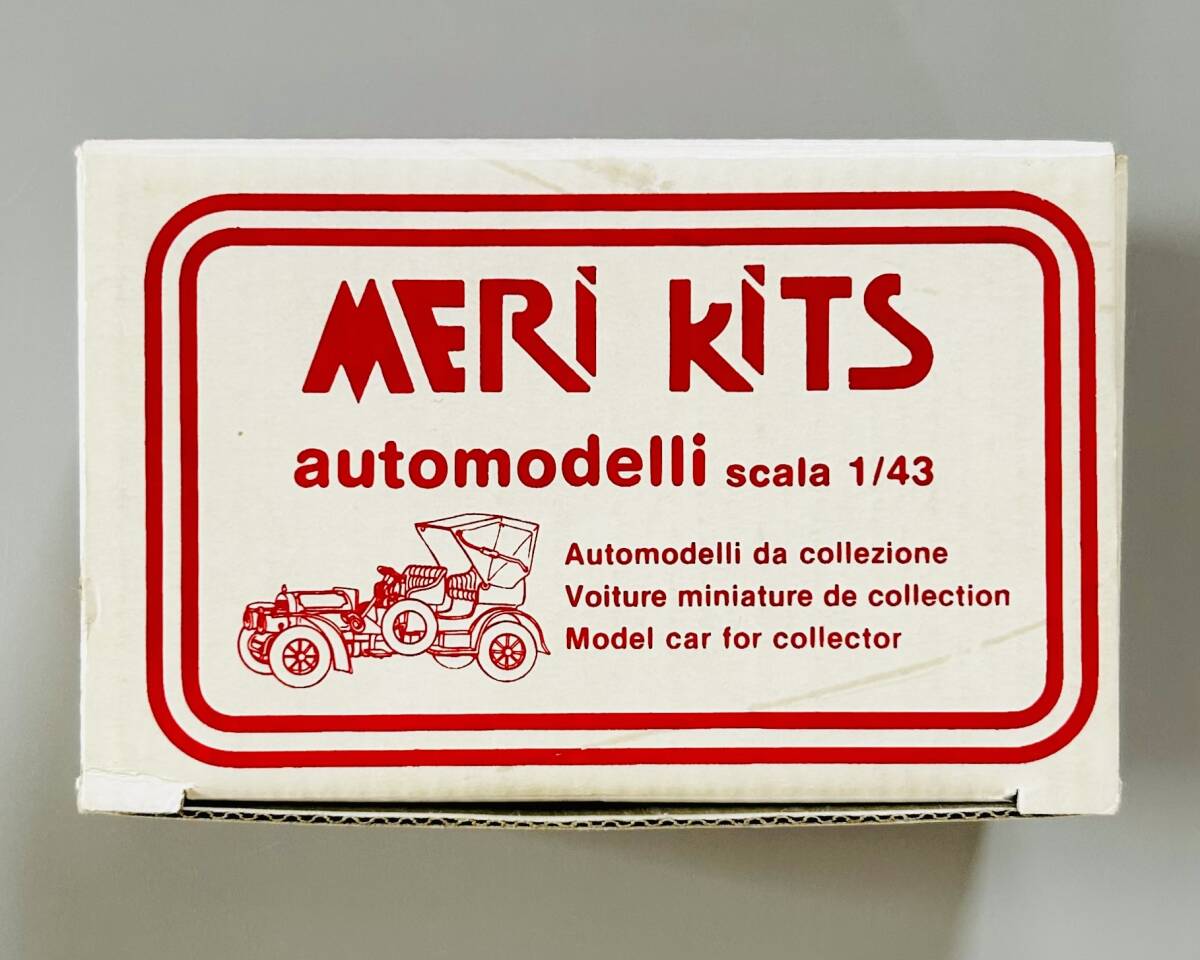 MERi KiTS
automodelli scala 1/43
Automodelli da collezione
Voiture miniature de collection
Model car for collector